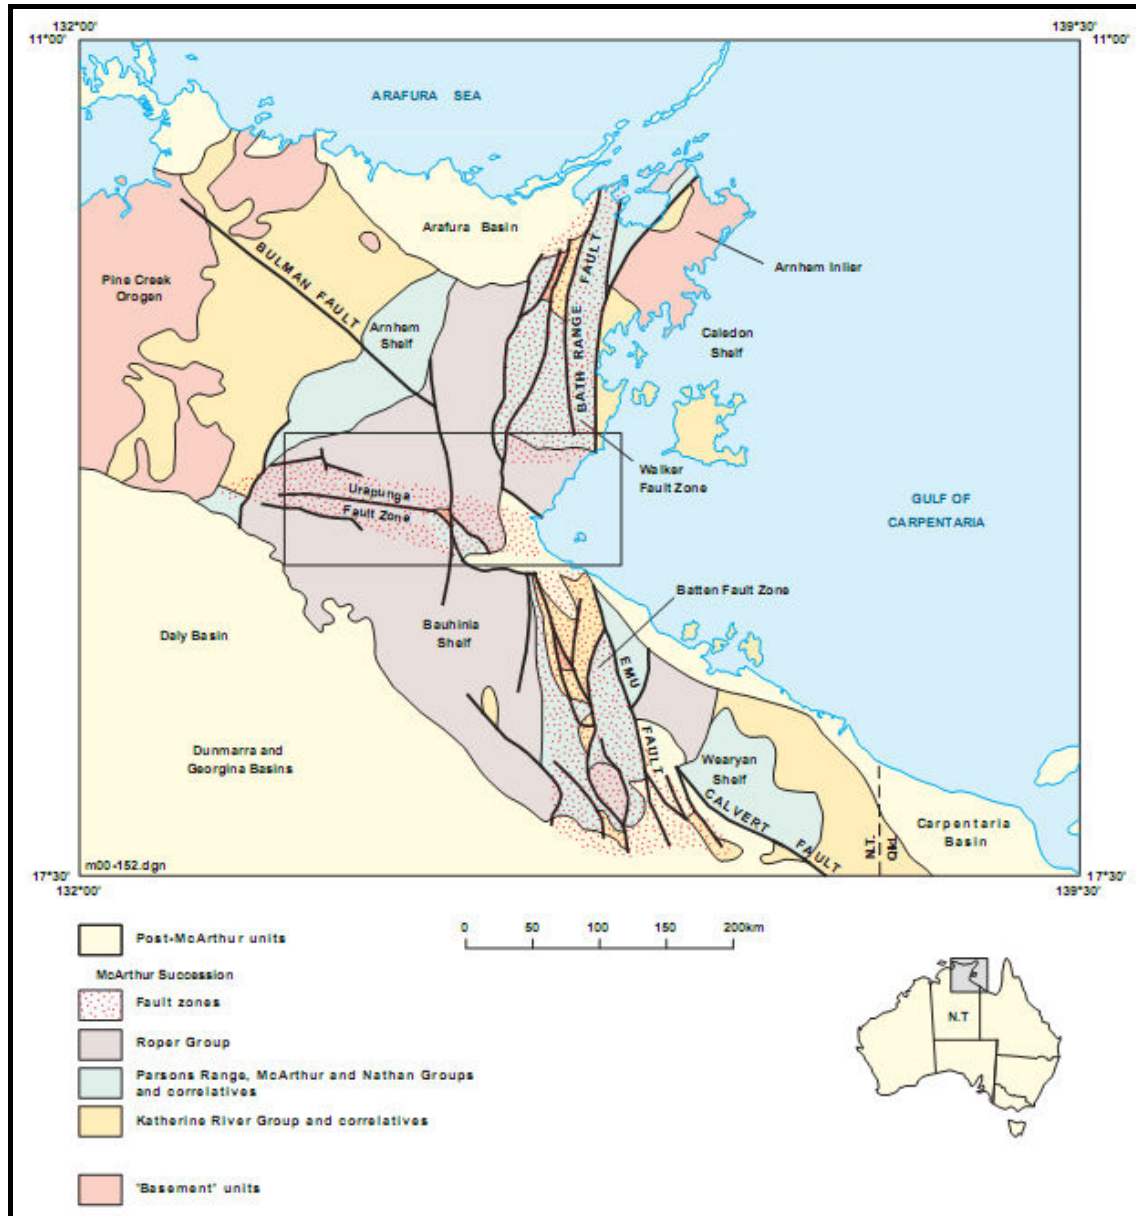 132°00'
139°30'
11°00'
11°00'
ARAFURA SEA
Arafura Basin
BULMAN FAULT
Pine Creek
Orogen
Arnhem
Shelf
BATH RANGE FAULT
Arnhem Inlier
Caledon
Shelf
Walker
Fault Zone
Urapunga
Fault Zone
GULF OF
CARPENTARIA
Batten Fault Zone
Daly Basin
Bauhinia
Shelf
EMU FAULT
Dunmarra and
Georgina Basins
Wearyan
Shelf
CALVERT FAULT
Carpentaria
Basin
N.T.
QLD
m00-152.dgn
17°30'
17°30'
132°00'
139°30'
Post-McArthur units
0 50 100 150 200km
McArthur Succession
Fault zones
Roper Group
Parsons Range, McArthur and Nathan Groups
and correlatives
Katherine River Group and correlatives
"Basement" units
N.T